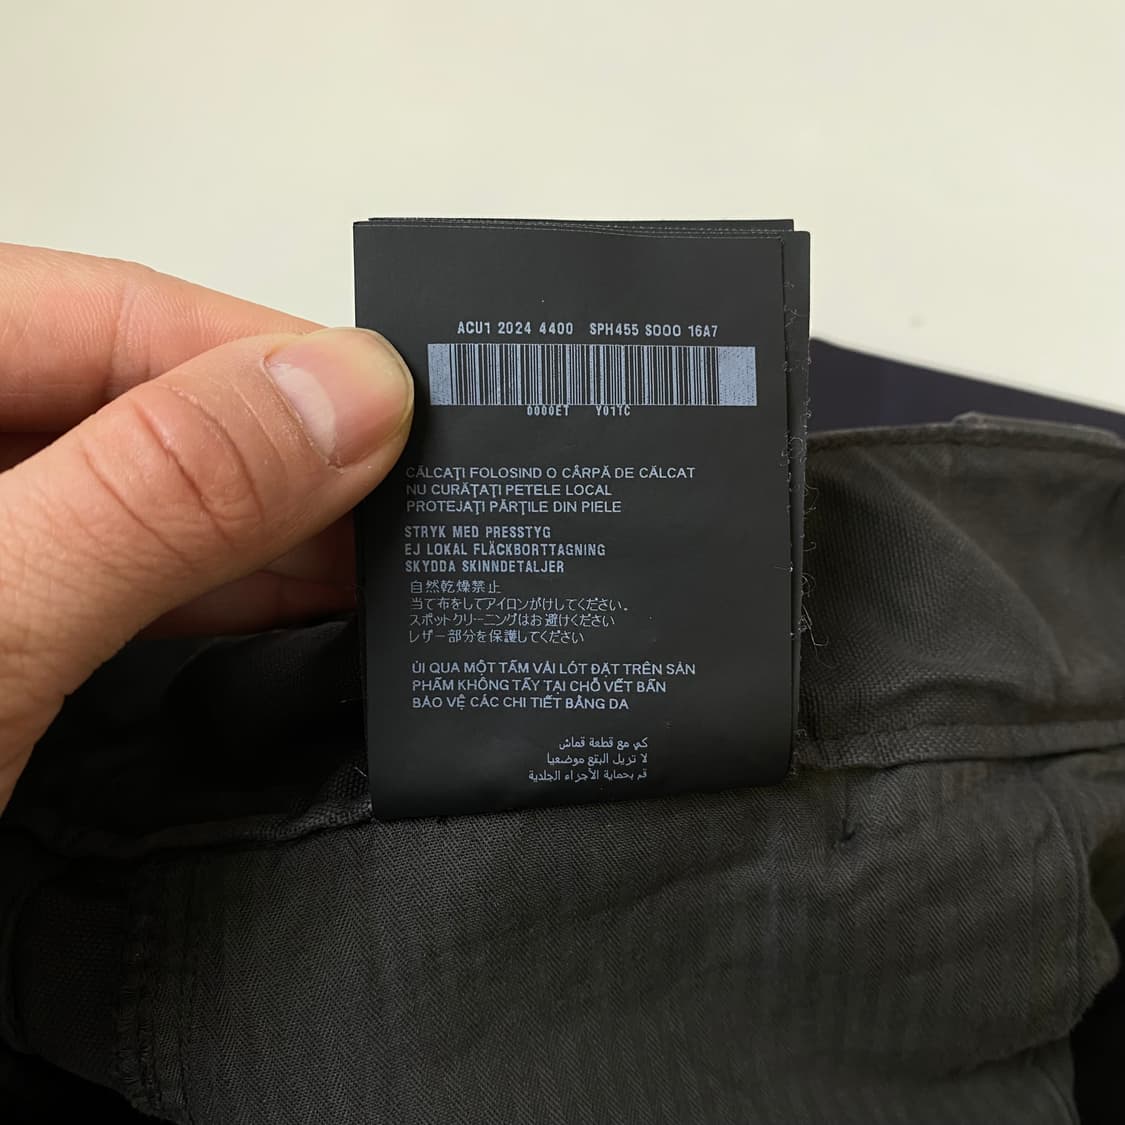 ACU1 2024 4400 SPH455 SOOO 16A7
0000ET Y01YC
CĂLCAȚI FOLOSIND O CÂRPĂ DE CĂLCAT
NU CURĂȚAȚI PETELE LOCAL
PROTEJAȚI PĂRȚILE DIN PIELE
STRYK MED PRESSTYG
EJ LOKAL FLÄCKBORTTAGNING
SKYDDA SKINNDETALJER
自然乾燥禁止
当て布をしてアイロンがけしてください。
スポットクリーニングはお避けください
レザー部分を保護してください
ỦI QUA MỘT TẤM VẢI LÓT ĐẶT TRÊN SẢN
PHẨM KHÔNG TẨY TẠI CHỖ VẾT BẨN
BẢO VỆ CÁC CHI TIẾT BẰNG DA
كي مع قطعة قماش
لا تزيل البقع موضعيا
قم بحماية الأجزاء الجلدية